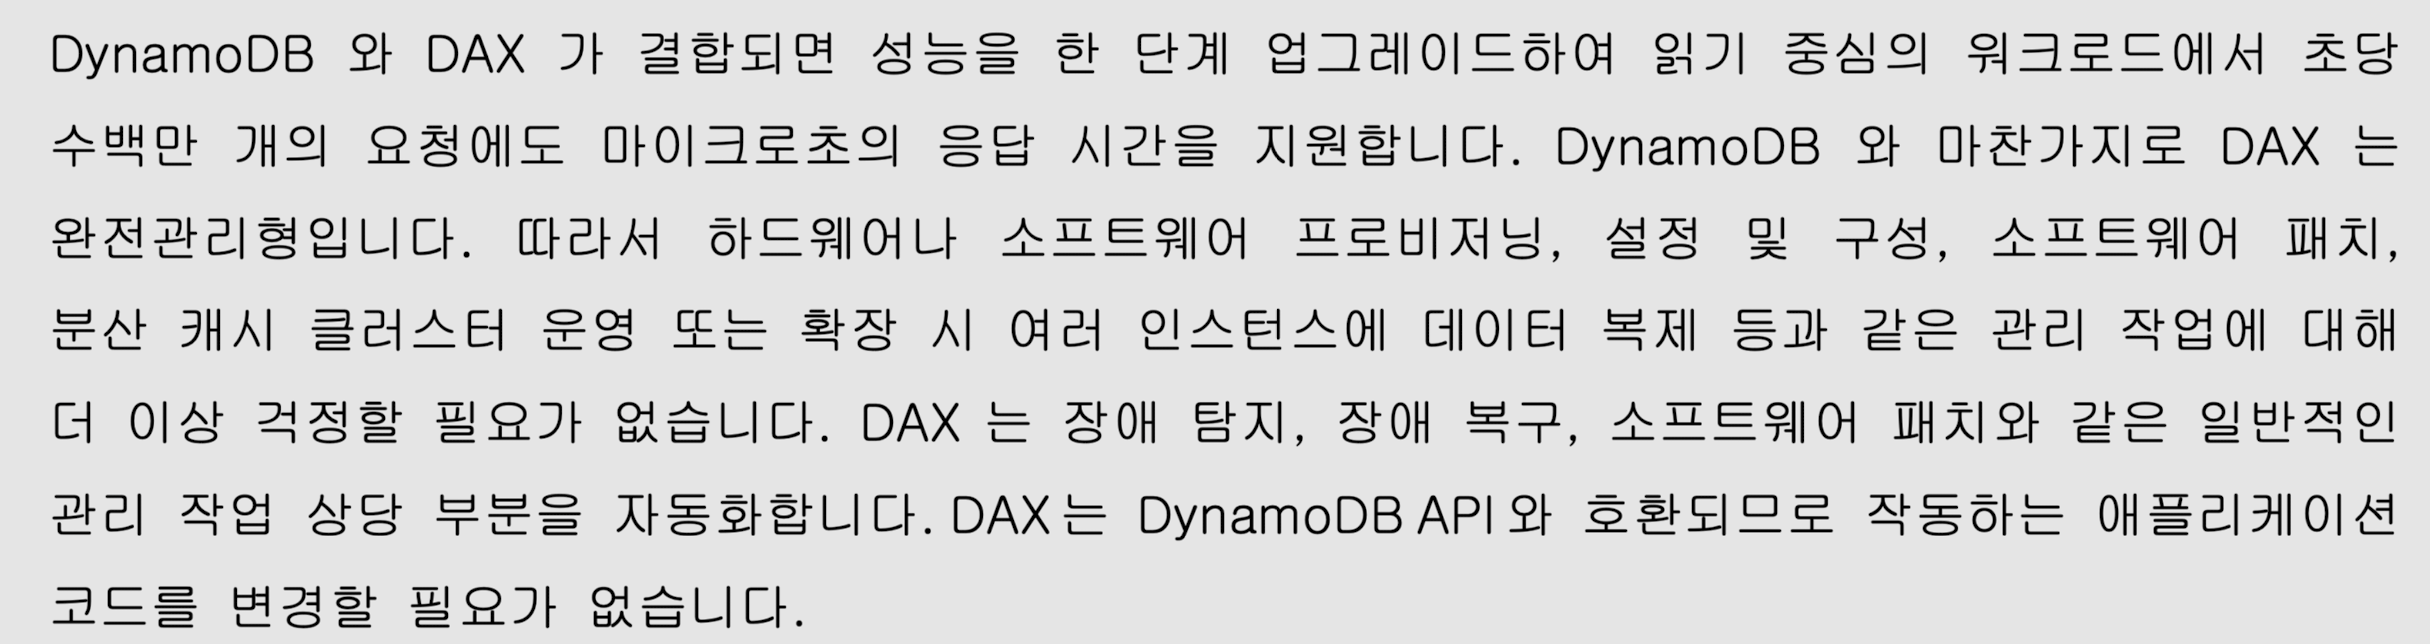 DynamoDB 와 DAX 가 결합되면 성능을 한 단계 업그레이드하여 읽기 중심의 워크로드에서 초당
수백만 개의 요청에도 마이크로초의 응답 시간을 지원합니다. DynamoDB 와 마찬가지로 DAX 는
완전관리형입니다. 따라서 하드웨어나 소프트웨어 프로비저닝, 설정 및 구성, 소프트웨어 패치,
분산 캐시 클러스터 운영 또는 확장 시 여러 인스턴스에 데이터 복제 등과 같은 관리 작업에 대해
더 이상 걱정할 필요가 없습니다. DAX 는 장애 탐지, 장애 복구, 소프트웨어 패치와 같은 일반적인
관리 작업 상당 부분을 자동화합니다. DAX는 DynamoDB API와 호환되므로 작동하는 애플리케이션
코드를 변경할 필요가 없습니다.